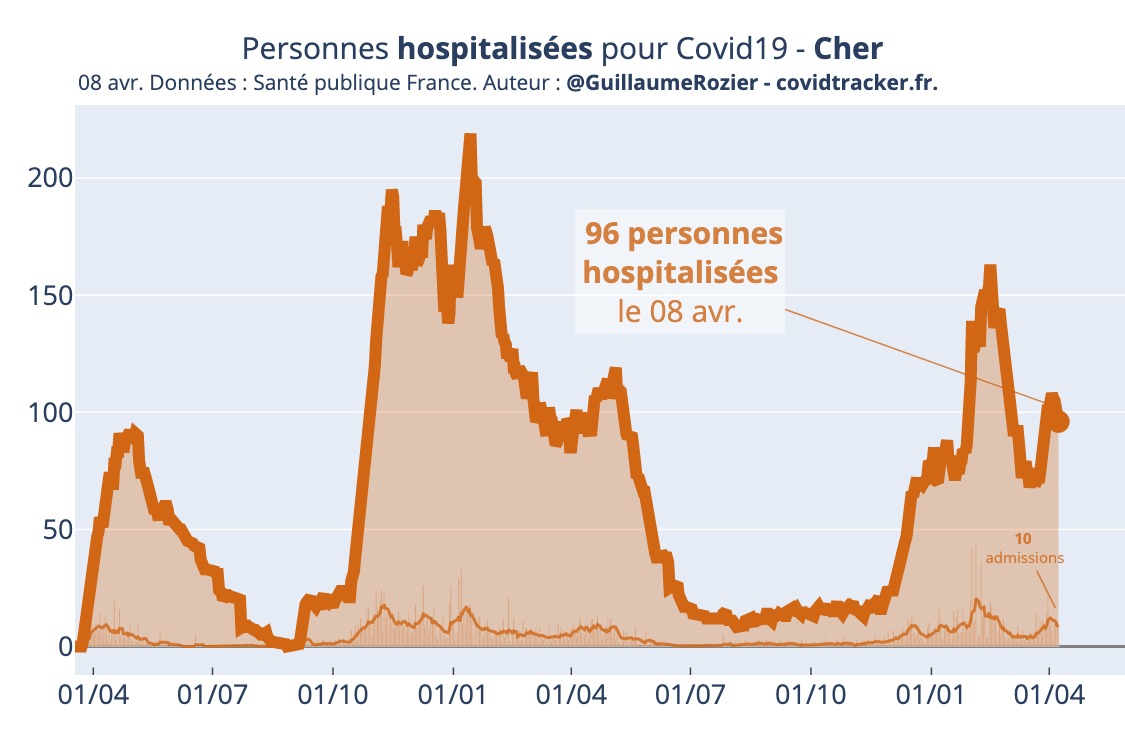 Personnes hospitalisées pour Covid19 - Cher
08 avr. Données : Santé publique France. Auteur : @GuillaumeRozier - covidtracker.fr.
200
150
100
50
0
96 personnes
hospitalisées
le 08 avr.
10
admissions
01/04 01/07 01/10 01/01 01/04 01/07 01/10 01/01 01/04